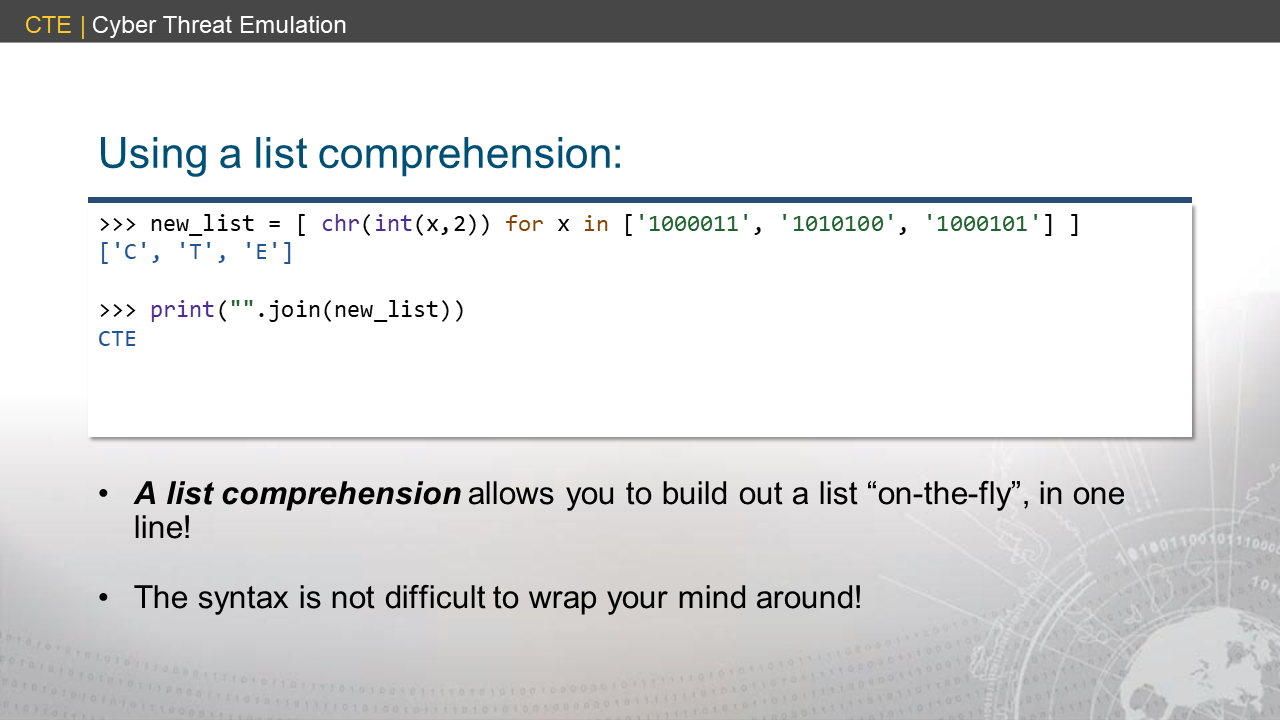 CTE | Cyber Threat Emulation
Using a list comprehension:
>>> new_list = [ chr(int(x,2)) for x in ['1000011', '1010100', '1000101'] ]
['C', 'T', 'E']
>>> print("".join(new_list))
CTE
• A list comprehension allows you to build out a list “on-the-fly”, in one
line!
• The syntax is not difficult to wrap your mind around!